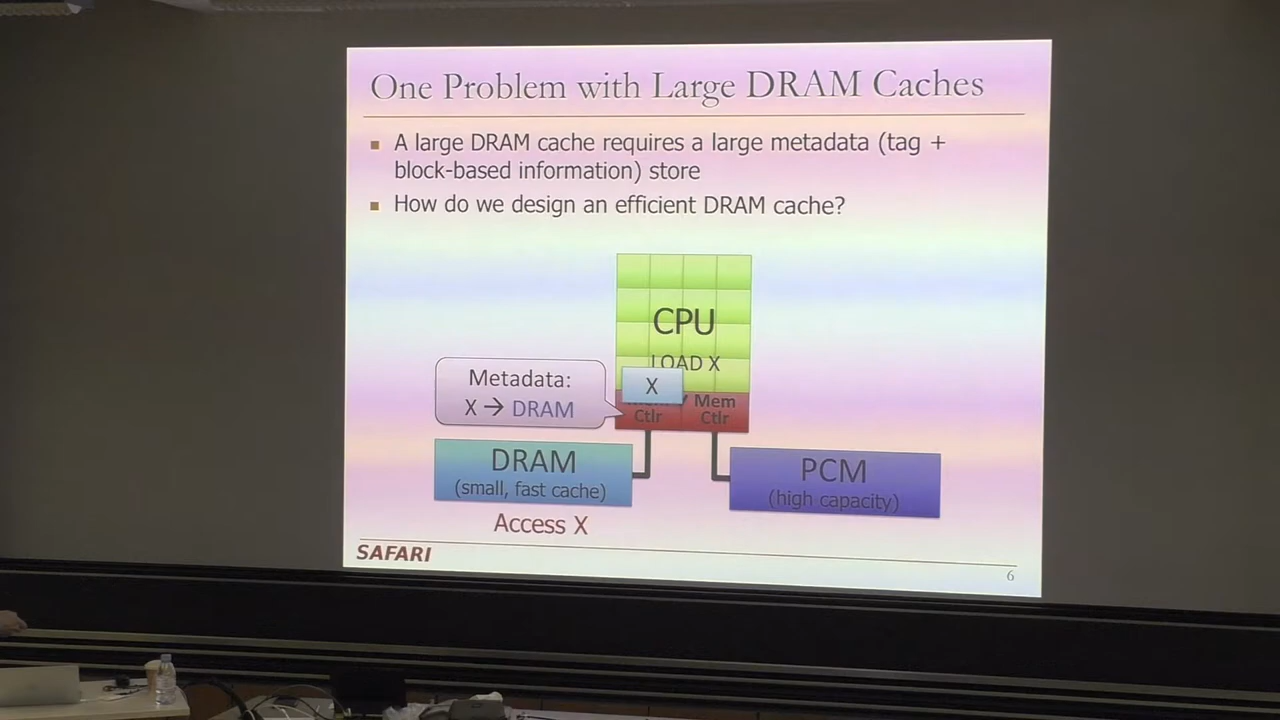 One Problem with Large DRAM Caches
A large DRAM cache requires a large metadata (tag +
block-based information) store
How do we design an efficient DRAM cache?
CPU
LOAD X
Metadata:
X → DRAM
X
Mem
Ctlr
Mem
Ctlr
DRAM
(small, fast cache)
PCM
(high capacity)
Access X
SAFARI
6